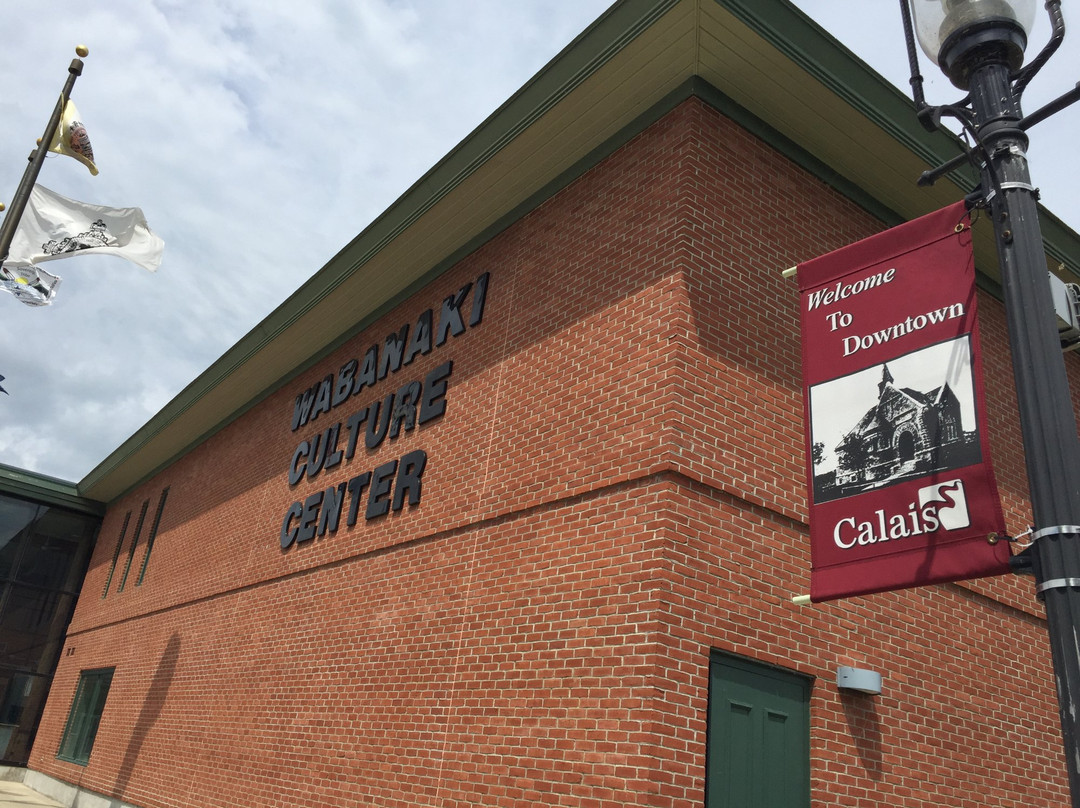 WABANAKI
CULTURE
CENTER
Welcome
To
Downtown
Calais